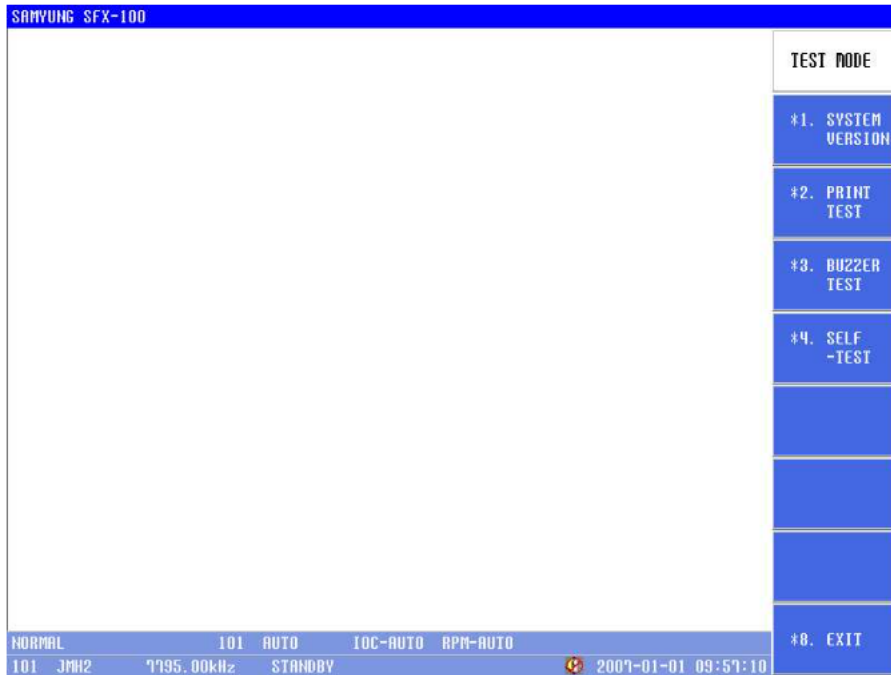 SAMYUNG SFX-100
TEST MODE
*1. SYSTEM
VERSION
*2. PRINT
TEST
*3. BUZZER
TEST
*4. SELF
-TEST
*8. EXIT
NORMAL 101 AUTO IOC-AUTO RPM-AUTO
101 JMH2 7795.00kHz STANDBY 2007-01-01 09:57:10